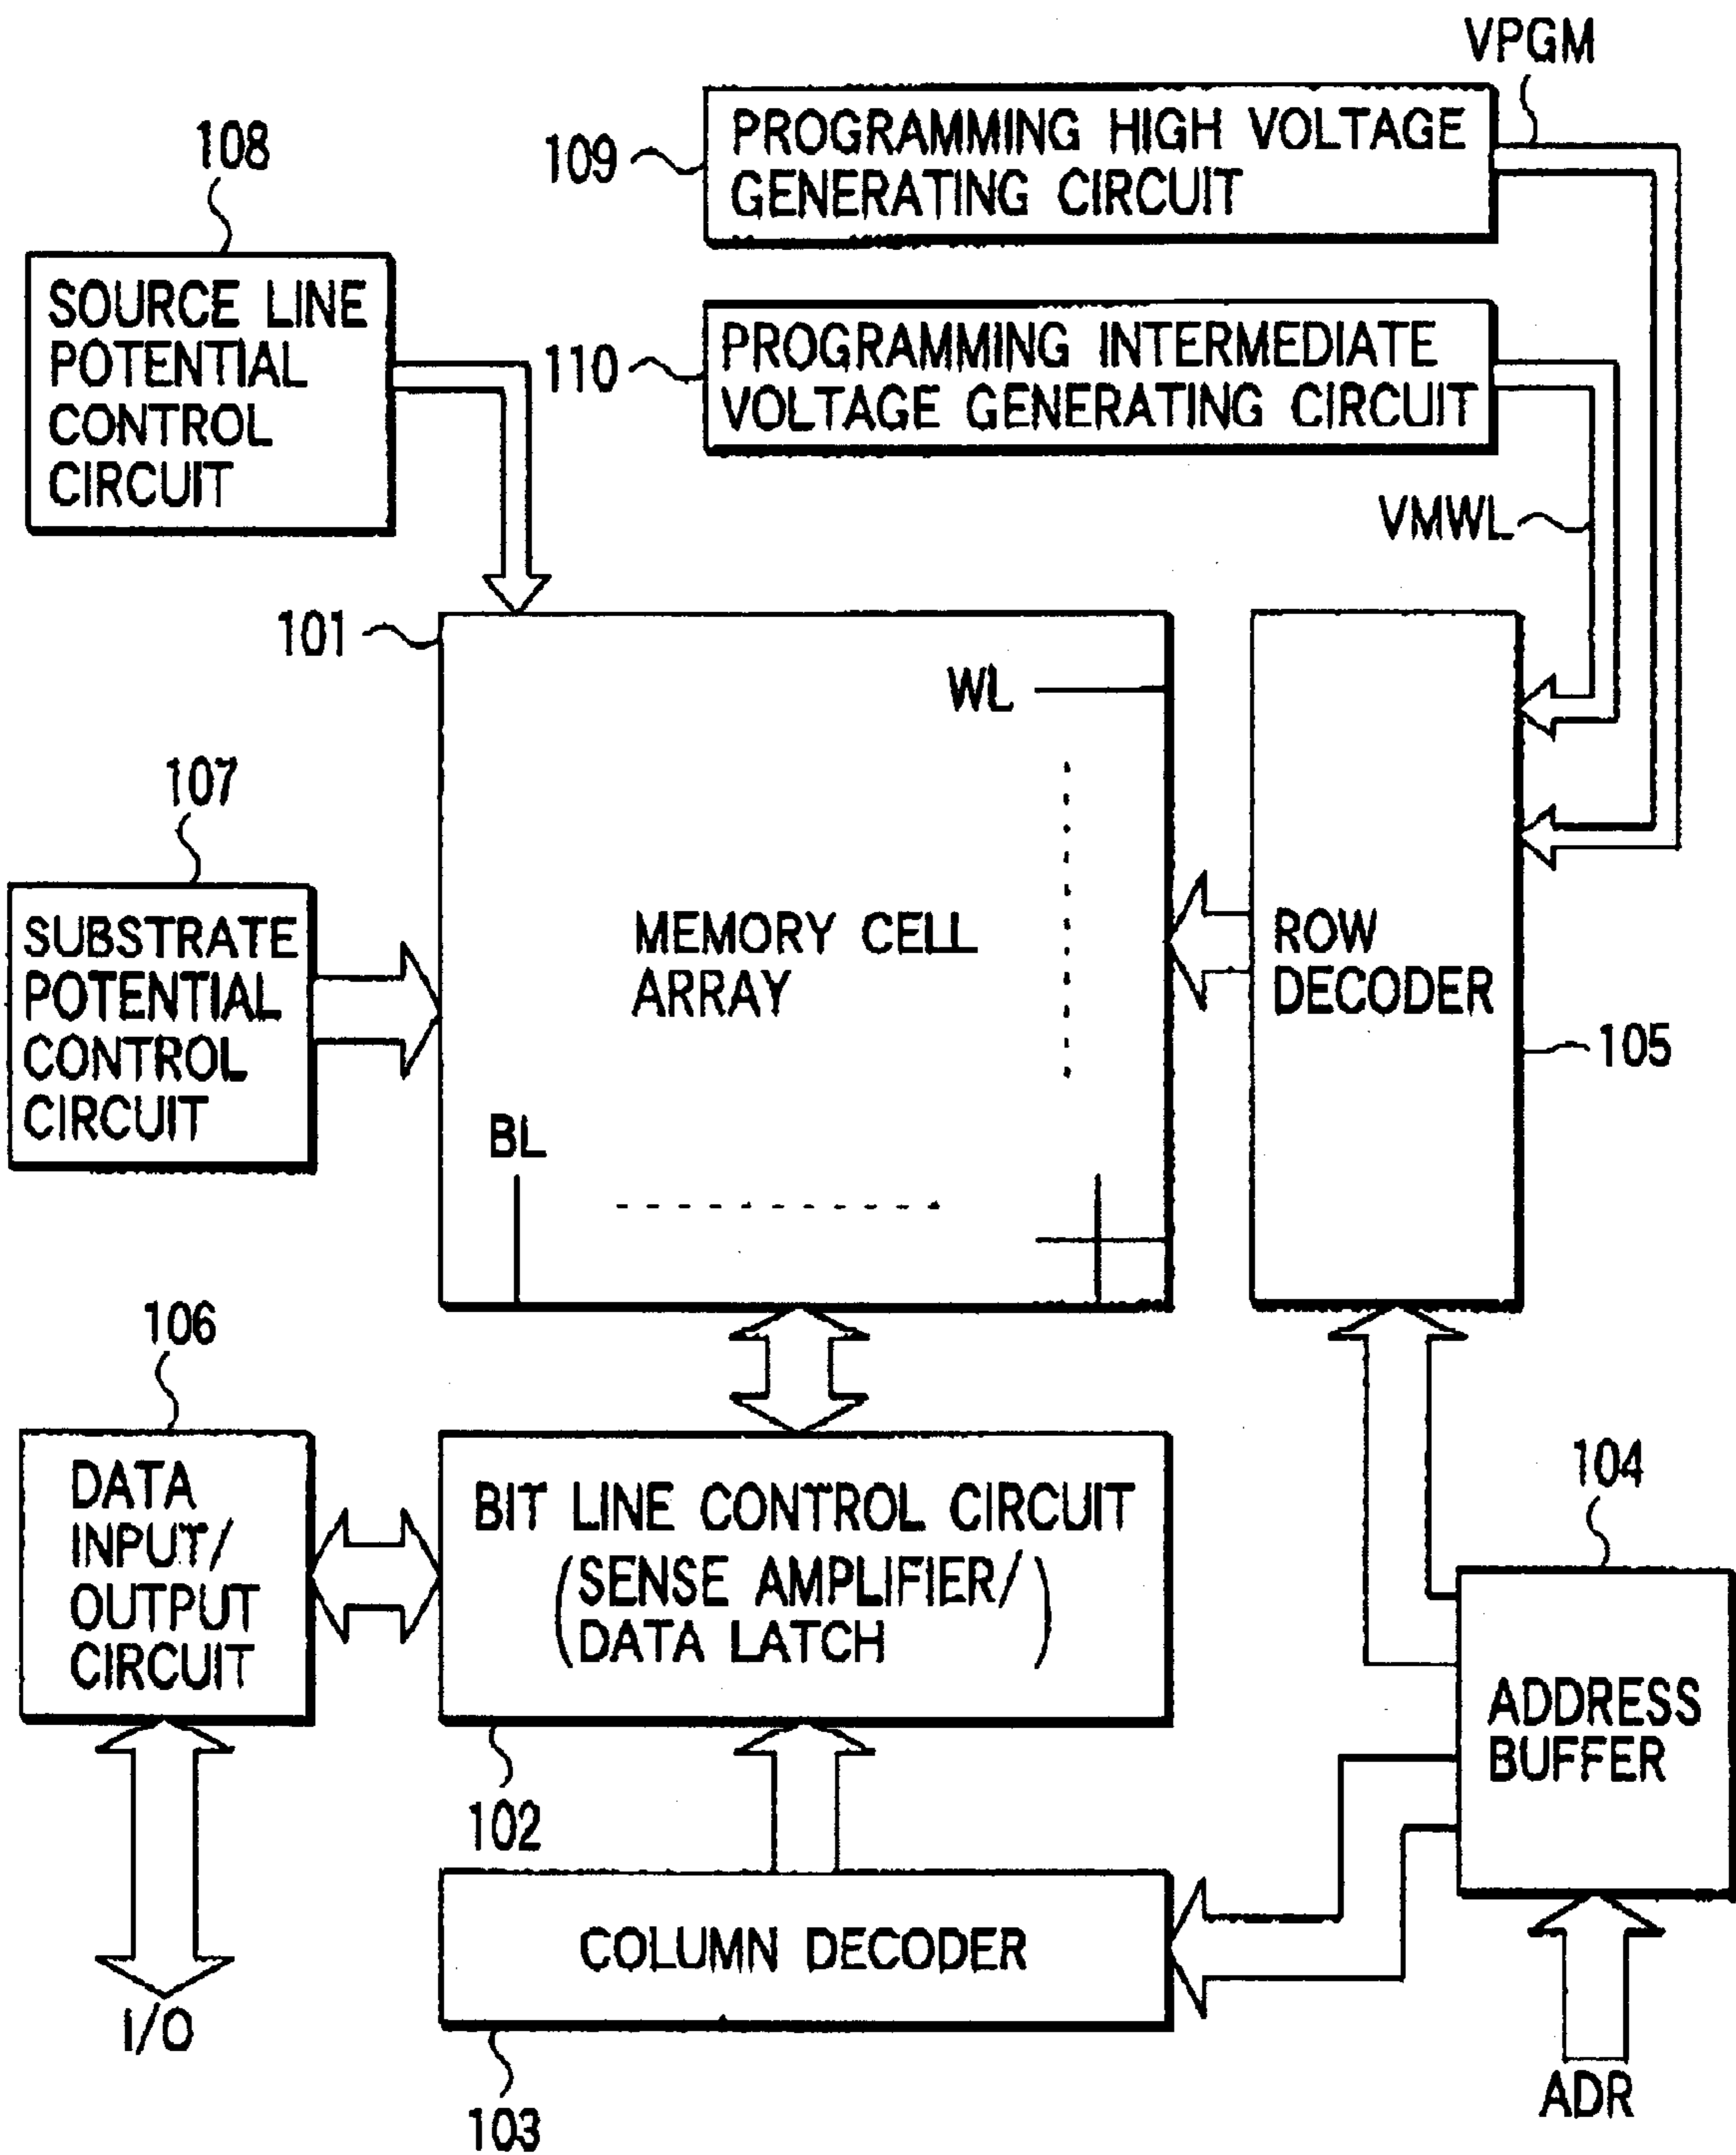 VPGM
109
PROGRAMMING HIGH VOLTAGE
GENERATING CIRCUIT
108
SOURCE LINE
POTENTIAL
CONTROL
CIRCUIT
110
PROGRAMMING INTERMEDIATE
VOLTAGE GENERATING CIRCUIT
VMWL
101
WL
107
SUBSTRATE
POTENTIAL
CONTROL
CIRCUIT
MEMORY CELL
ARRAY
ROW
DECODER
105
BL
106
DATA
INPUT/
OUTPUT
CIRCUIT
BIT LINE CONTROL CIRCUIT
(SENSE AMPLIFIER/
DATA LATCH)
104
ADDRESS
BUFFER
102
COLUMN DECODER
I/O
103
ADR